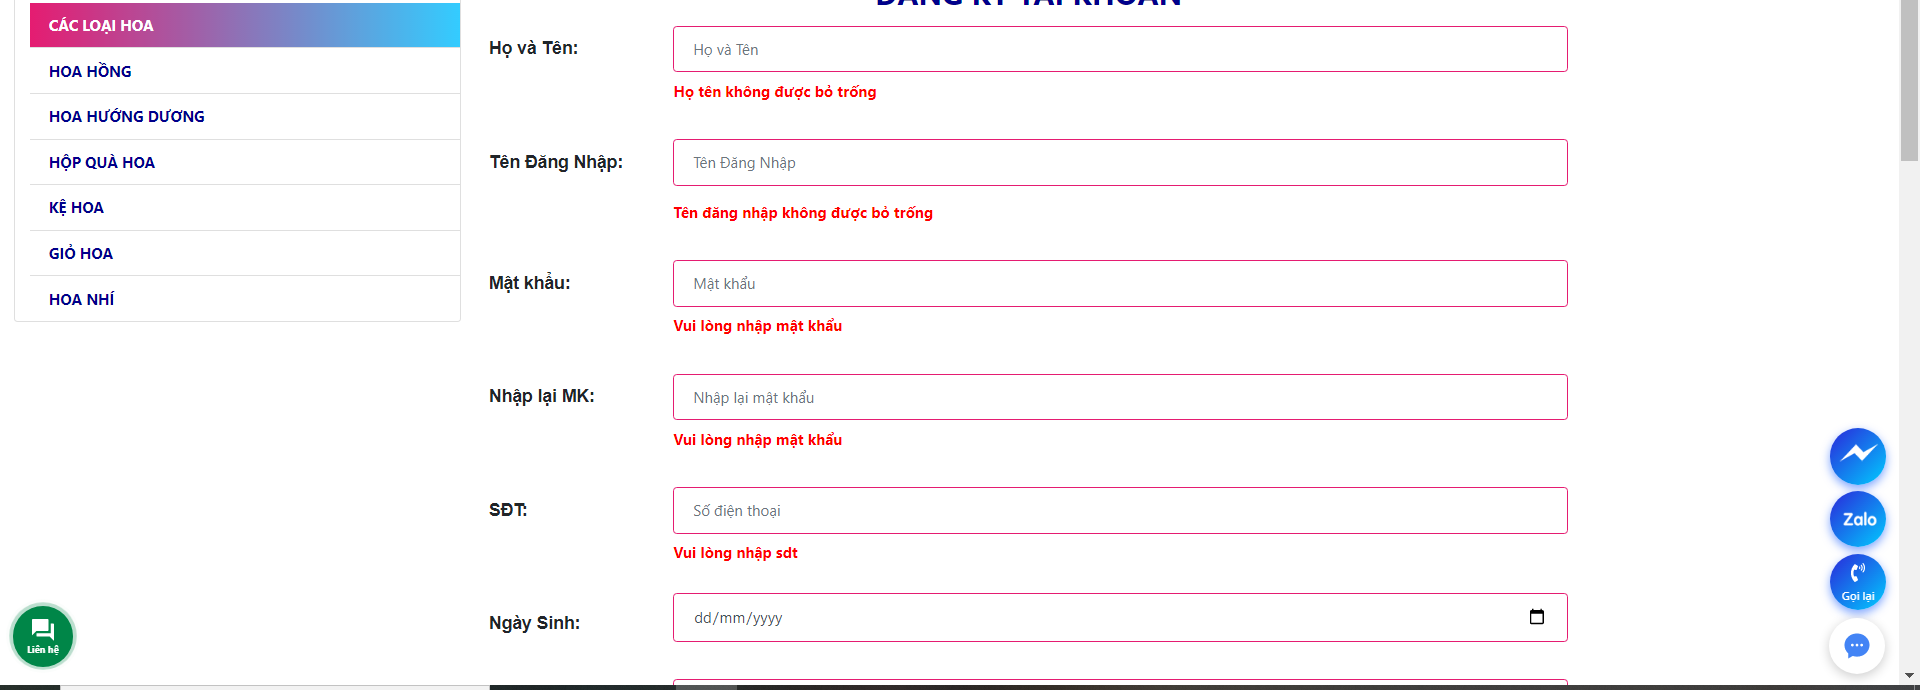 ĐĂNG KÝ TÀI KHOẢN
CÁC LOẠI HOA
HOA HỒNG
HOA HƯỚNG DƯƠNG
HỘP QUÀ HOA
KỆ HOA
GIỎ HOA
HOA NHÍ
Họ và Tên:
Họ và Tên
Họ tên không được bỏ trống
Tên Đăng Nhập:
Tên Đăng Nhập
Tên đăng nhập không được bỏ trống
Mật khẩu:
Mật khẩu
Vui lòng nhập mật khẩu
Nhập lại MK:
Nhập lại mật khẩu
Vui lòng nhập mật khẩu
SĐT:
Số điện thoại
Vui lòng nhập sdt
Ngày Sinh:
dd/mm/yyyy
Zalo
Gọi lại
Liên hệ